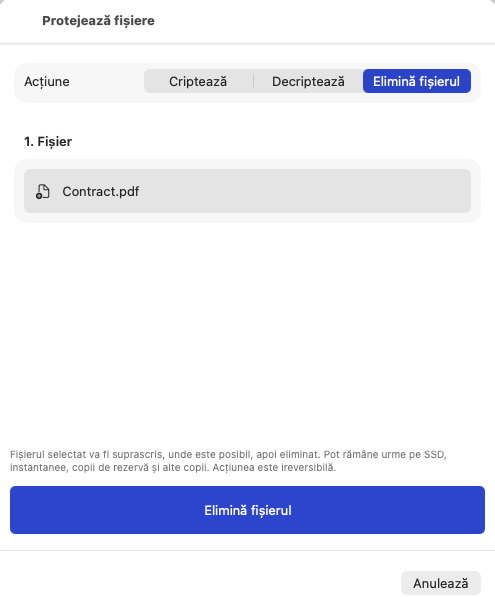 Protejează fișiere
Acțiune
Criptează
Decriptează
Elimină fișierul
1. Fișier
Contract.pdf
Fișierul selectat va fi suprascris, unde este posibil, apoi eliminat. Pot rămâne urme pe SSD,
instantanee, copii de rezervă și alte copii. Acțiunea este ireversibilă.
Elimină fișierul
Anulează